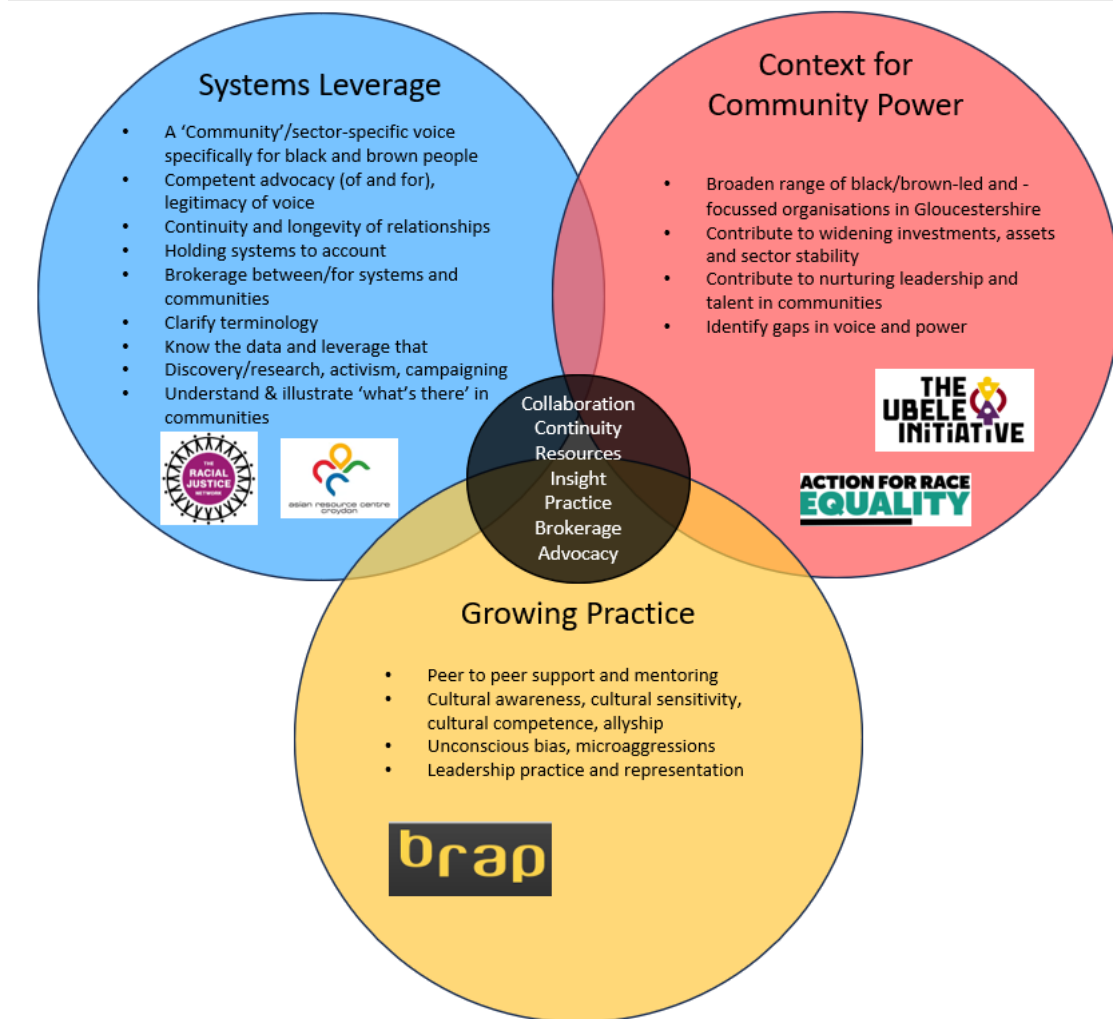 Systems Leverage
• A ‘Community’/sector-specific voice
specifically for black and brown people
• Competent advocacy (of and for),
legitimacy of voice
• Continuity and longevity of relationships
• Holding systems to account
• Brokerage between/for systems and
communities
• Clarify terminology
• Know the data and leverage that
• Discovery/research, activism, campaigning
• Understand & illustrate ‘what’s there’ in
communities
THE
RACIAL
JUSTICE
NETWORK
asian resource centre
croydon
Context for
Community Power
• Broaden range of black/brown-led and -
focussed organisations in Gloucestershire
• Contribute to widening investments, assets
and sector stability
• Contribute to nurturing leadership and
talent in communities
• Identify gaps in voice and power
THE
UBELE
INITIATIVE
ACTION FOR RACE
EQUALITY
Collaboration
Continuity
Resources
Insight
Practice
Brokerage
Advocacy
Growing Practice
• Peer to peer support and mentoring
• Cultural awareness, cultural sensitivity,
cultural competence, allyship
• Unconscious bias, microaggressions
• Leadership practice and representation
brap